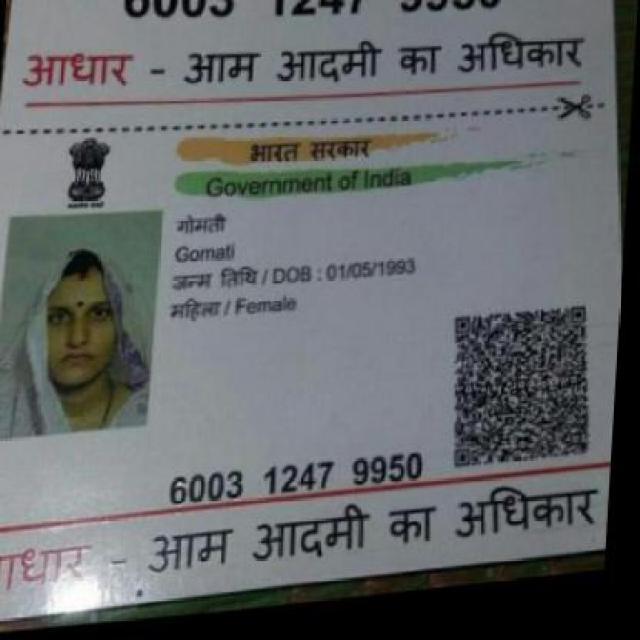 6003 1247 9950
आधार - आम आदमी का अधिकार
भारत सरकार
Government of India
गोमती
Gomati
जन्म तिथि / DOB : 01/05/1993
महिला / Female
6003 1247 9950
आधार - आम आदमी का अधिकार